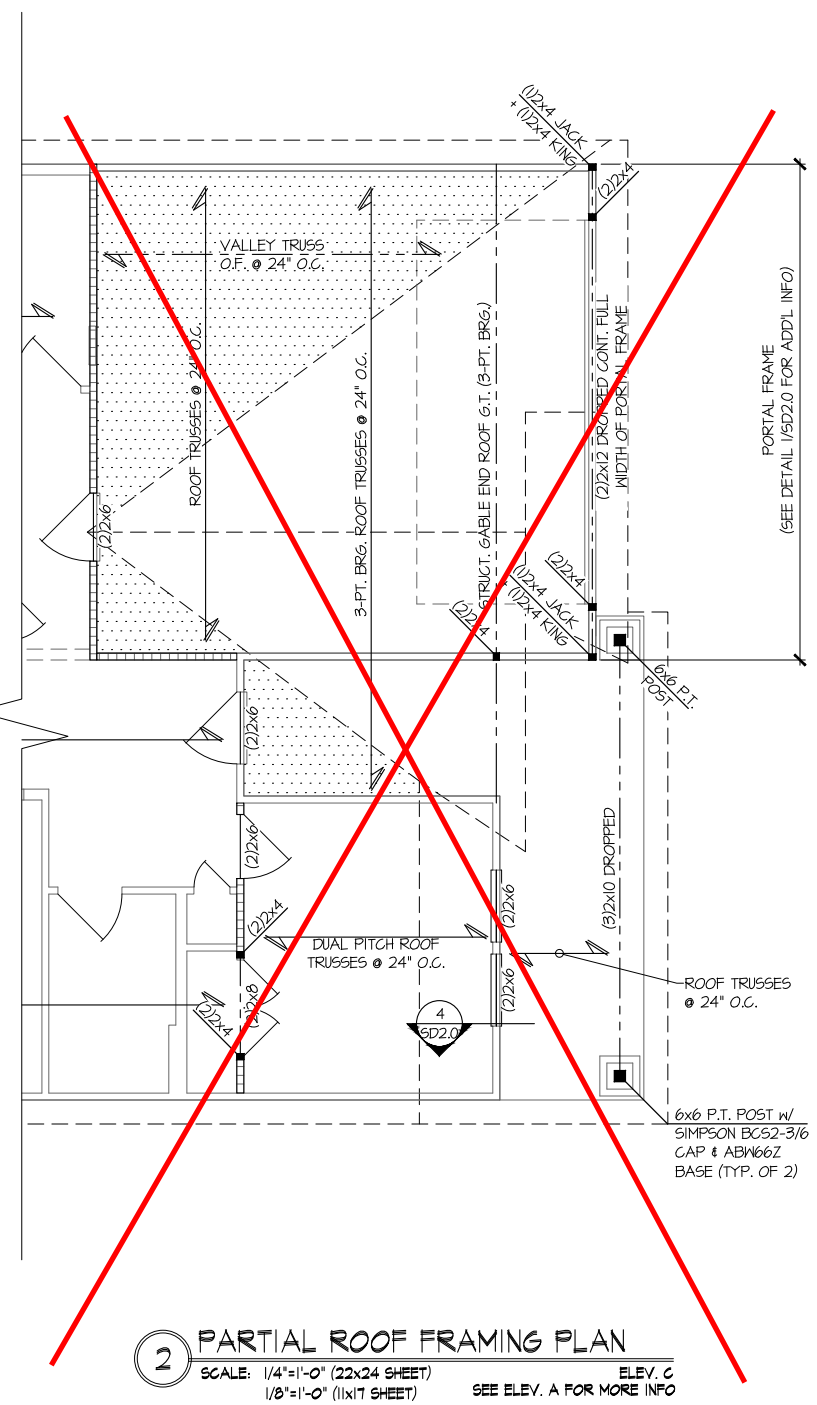 (1)2x4 JACK
+ (1)2x4 KING
(2)2x4
VALLEY TRUSS
O.F. @ 24" O.C.
ROOF TRUSSES @ 24" O.C.
3-PT. BRG. ROOF TRUSSES @ 24" O.C.
STRUCT. GABLE END ROOF G.T. (3-PT. BRG.)
(2)2x12 DROPPED CONT. FULL
WIDTH OF PORTAL FRAME
PORTAL FRAME
(SEE DETAIL 1/SD2.0 FOR ADD'L INFO)
(2)2x6
(2)2x4
(1)2x4 JACK
+ (1)2x4 KING
(2)2x4
6x6 P.T.
POST
(2)2x6
(2)2x6
(3)2x10 DROPPED
(2)2x6
(2)2x4
DUAL PITCH ROOF
TRUSSES @ 24" O.C.
(2)2x6
ROOF TRUSSES
@ 24" O.C.
(2)2x8
(2)2x4
4
SD2.0
6x6 P.T. POST W/
SIMPSON BCS2-3/6
CAP & ABW66Z
BASE (TYP. OF 2)
2
PARTIAL ROOF FRAMING PLAN
SCALE: 1/4"=1'-0" (22x24 SHEET)
ELEV. C
1/8"=1'-0" (11x17 SHEET)
SEE ELEV. A FOR MORE INFO